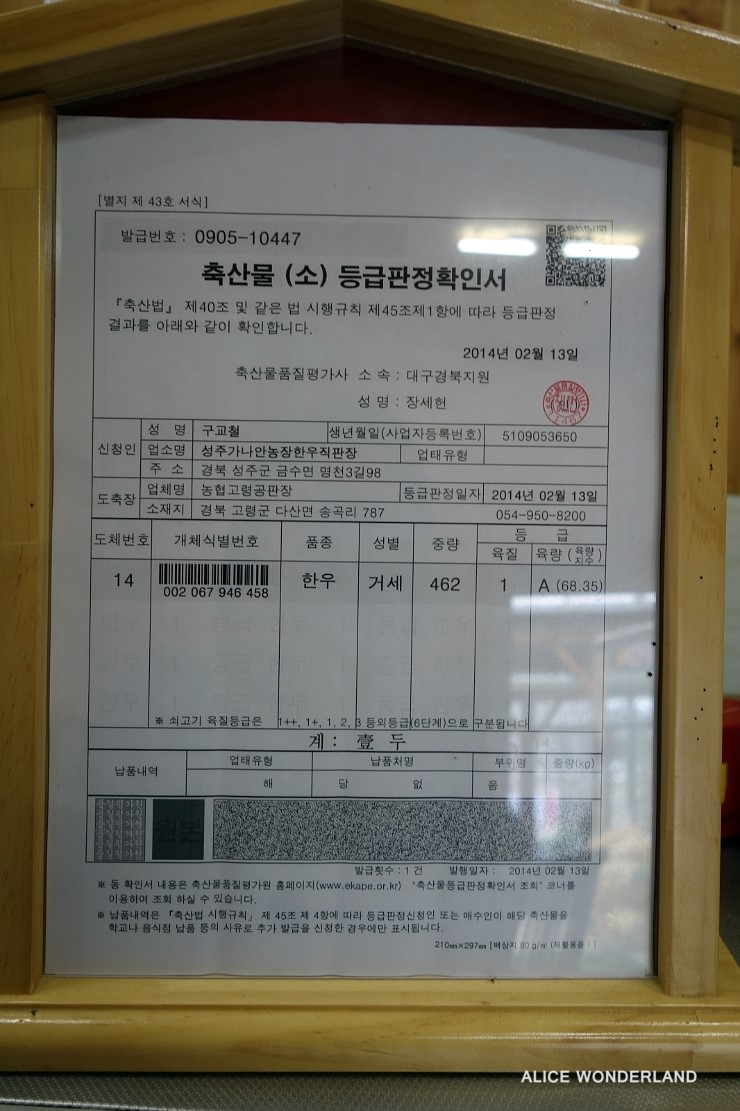 [별지 제 43호 서식]
발급번호 : 0905-10447
축산물 (소) 등급판정확인서
『축산법』 제40조 및 같은 법 시행규칙 제45조제1항에 따라 등급판정
결과를 아래와 같이 확인합니다.
2014년 02월 13일
축산물품질평가사 소 속 : 대구경북지원
성 명 : 장세헌
신청인 성 명 구교철 생년월일(사업자등록번호) 5109053650
업소명 성주가나안농장한우직판장 업태유형
주 소 경북 성주군 금수면 명천3길98
도축장 업체명 농협고령공판장 등급판정일자 2014년 02월 13일
소재지 경북 고령군 다산면 송곡리 787 054-950-8200
도체번호 개체식별번호 품종 성별 중량 등 급
육질 육량 (육량지수)
14 002 067 946 458 한우 거세 462 1 A (68.35)
※ 쇠고기 육질등급은 1++, 1+, 1, 2, 3 등외등급(6단계)으로 구분됩니다
계 : 壹 두
납품내역 업태유형 납품처명 부위명 중량(kg)
해 당 없 음
원본
발급횟수 : 1 건 발행일자 : 2014년 02월 13일
※ 동 확인서 내용은 축산물품질평가원 홈페이지(www.ekape.or.kr) "축산물등급판정확인서 조회" 코너를
이용하여 조회 하실 수 있습니다.
※ 납품내역은 『축산법 시행규칙』 제 45조 제 4항에 따라 등급판정신청인 또는 매수인이 해당 축산물을
학교나 음식점 납품 등의 사유로 추가 발급을 신청한 경우에만 표시됩니다.
210㎜×297㎜ [백상지 80g/㎡ (재활용품)]
ALICE WONDERLAND